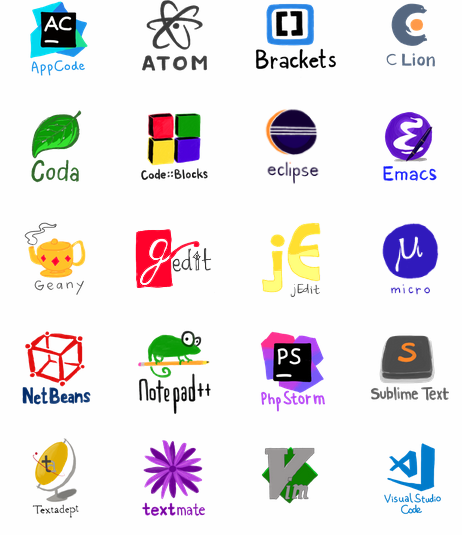 AC
AppCode
ATOM
Brackets
C Lion
Coda
Code::Blocks
eclipse
Emacs
Geany
gedit
jE
jEdit
μ
micro
NetBeans
Notepad++
PS
PhpStorm
S
Sublime Text
t
Textadept
textmate
Vim
Visual Studio
Code